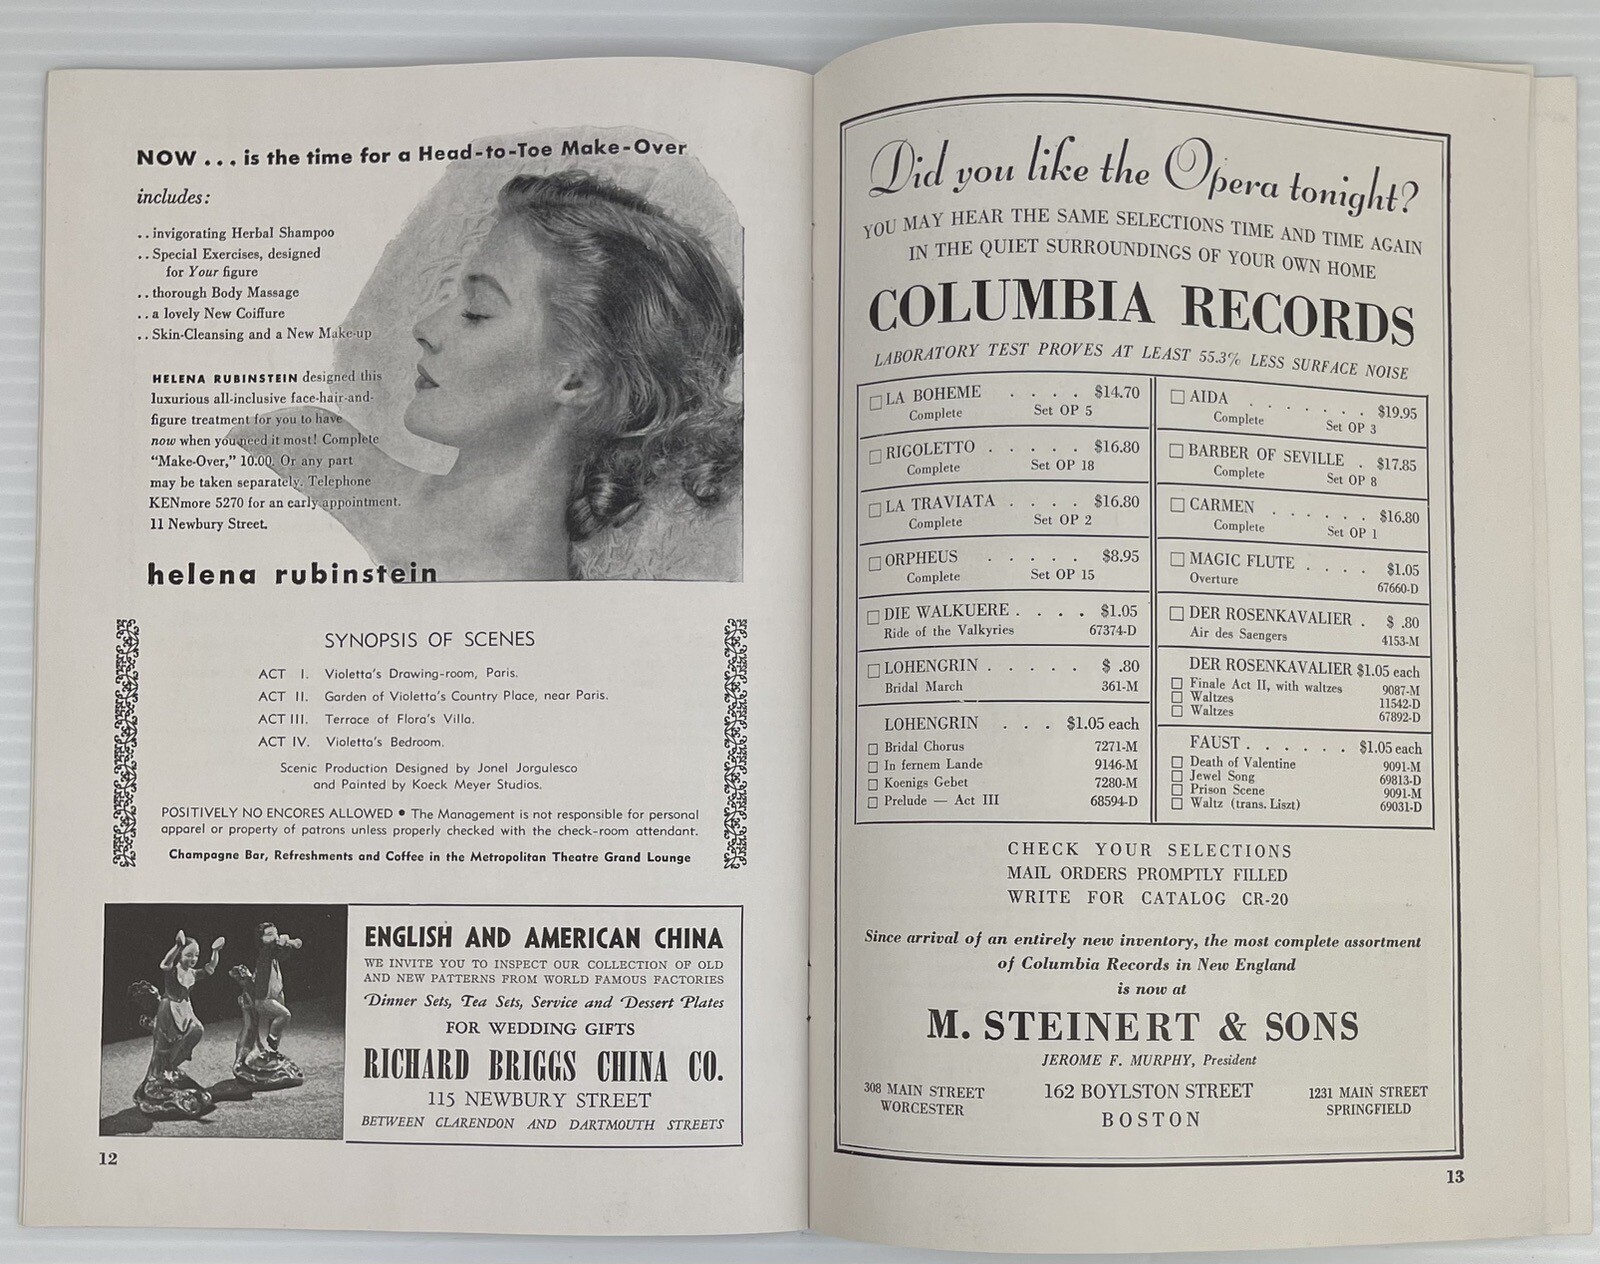 NOW . . . is the time for a Head-to-Toe Make-Over
includes:
. . invigorating Herbal Shampoo
. . Special Exercises, designed
for Your figure
. . thorough Body Massage
. . a lovely New Coiffure
. . Skin-Cleansing and a New Make-up
HELENA RUBINSTEIN designed this
luxurious all-inclusive face-hair-and-
figure treatment for you to have
now when you need it most! Complete
"Make-Over," 10.00. Or any part
may be taken separately. Telephone
KENmore 5270 for an early appointment.
11 Newbury Street.
helena rubinstein
SYNOPSIS OF SCENES
ACT I. Violetta's Drawing-room, Paris.
ACT II. Garden of Violetta's Country Place, near Paris.
ACT III. Terrace of Flora's Villa.
ACT IV. Violetta's Bedroom.
Scenic Production Designed by Jonel Jorgulesco
and Painted by Koeck Meyer Studios.
POSITIVELY NO ENCORES ALLOWED • The Management is not responsible for personal
apparel or property of patrons unless properly checked with the check-room attendant.
Champagne Bar, Refreshments and Coffee in the Metropolitan Theatre Grand Lounge
ENGLISH AND AMERICAN CHINA
WE INVITE YOU TO INSPECT OUR COLLECTION OF OLD
AND NEW PATTERNS FROM WORLD FAMOUS FACTORIES
Dinner Sets, Tea Sets, Service and Dessert Plates
FOR WEDDING GIFTS
RICHARD BRIGGS CHINA CO.
115 NEWBURY STREET
BETWEEN CLARENDON AND DARTMOUTH STREETS
12
Did you like the Opera tonight?
YOU MAY HEAR THE SAME SELECTIONS TIME AND TIME AGAIN
IN THE QUIET SURROUNDINGS OF YOUR OWN HOME
COLUMBIA RECORDS
LABORATORY TEST PROVES AT LEAST 55.3% LESS SURFACE NOISE
LA BOHEME . . . . $14.70
Complete Set OP 5
RIGOLETTO . . . . . $16.80
Complete Set OP 18
LA TRAVIATA . . . . $16.80
Complete Set OP 2
ORPHEUS . . . . . $8.95
Complete Set OP 15
DIE WALKUERE . . . . $1.05
Ride of the Valkyries 67374-D
LOHENGRIN . . . . . $ .80
Bridal March 361-M
LOHENGRIN . . . $1.05 each
Bridal Chorus 7271-M
In fernem Lande 9146-M
Koenigs Gebet 7280-M
Prelude — Act III 68594-D
AIDA . . . . . . . $19.95
Complete Set OP 3
BARBER OF SEVILLE . $17.85
Complete Set OP 8
CARMEN . . . . . . $16.80
Complete Set OP 1
MAGIC FLUTE . . . . $1.05
Overture 67660-D
DER ROSENKAVALIER . $ .80
Air des Saengers 4153-M
DER ROSENKAVALIER $1.05 each
Finale Act II, with waltzes 9087-M
Waltzes 11542-D
Waltzes 67892-D
FAUST . . . . . . $1.05 each
Death of Valentine 9091-M
Jewel Song 69813-D
Prison Scene 9091-M
Waltz (trans. Liszt) 69031-D
CHECK YOUR SELECTIONS
MAIL ORDERS PROMPTLY FILLED
WRITE FOR CATALOG CR-20
Since arrival of an entirely new inventory, the most complete assortment
of Columbia Records in New England
is now at
M. STEINERT & SONS
JEROME F. MURPHY, President
308 MAIN STREET
WORCESTER
162 BOYLSTON STREET
BOSTON
1231 MAIN STREET
SPRINGFIELD
13